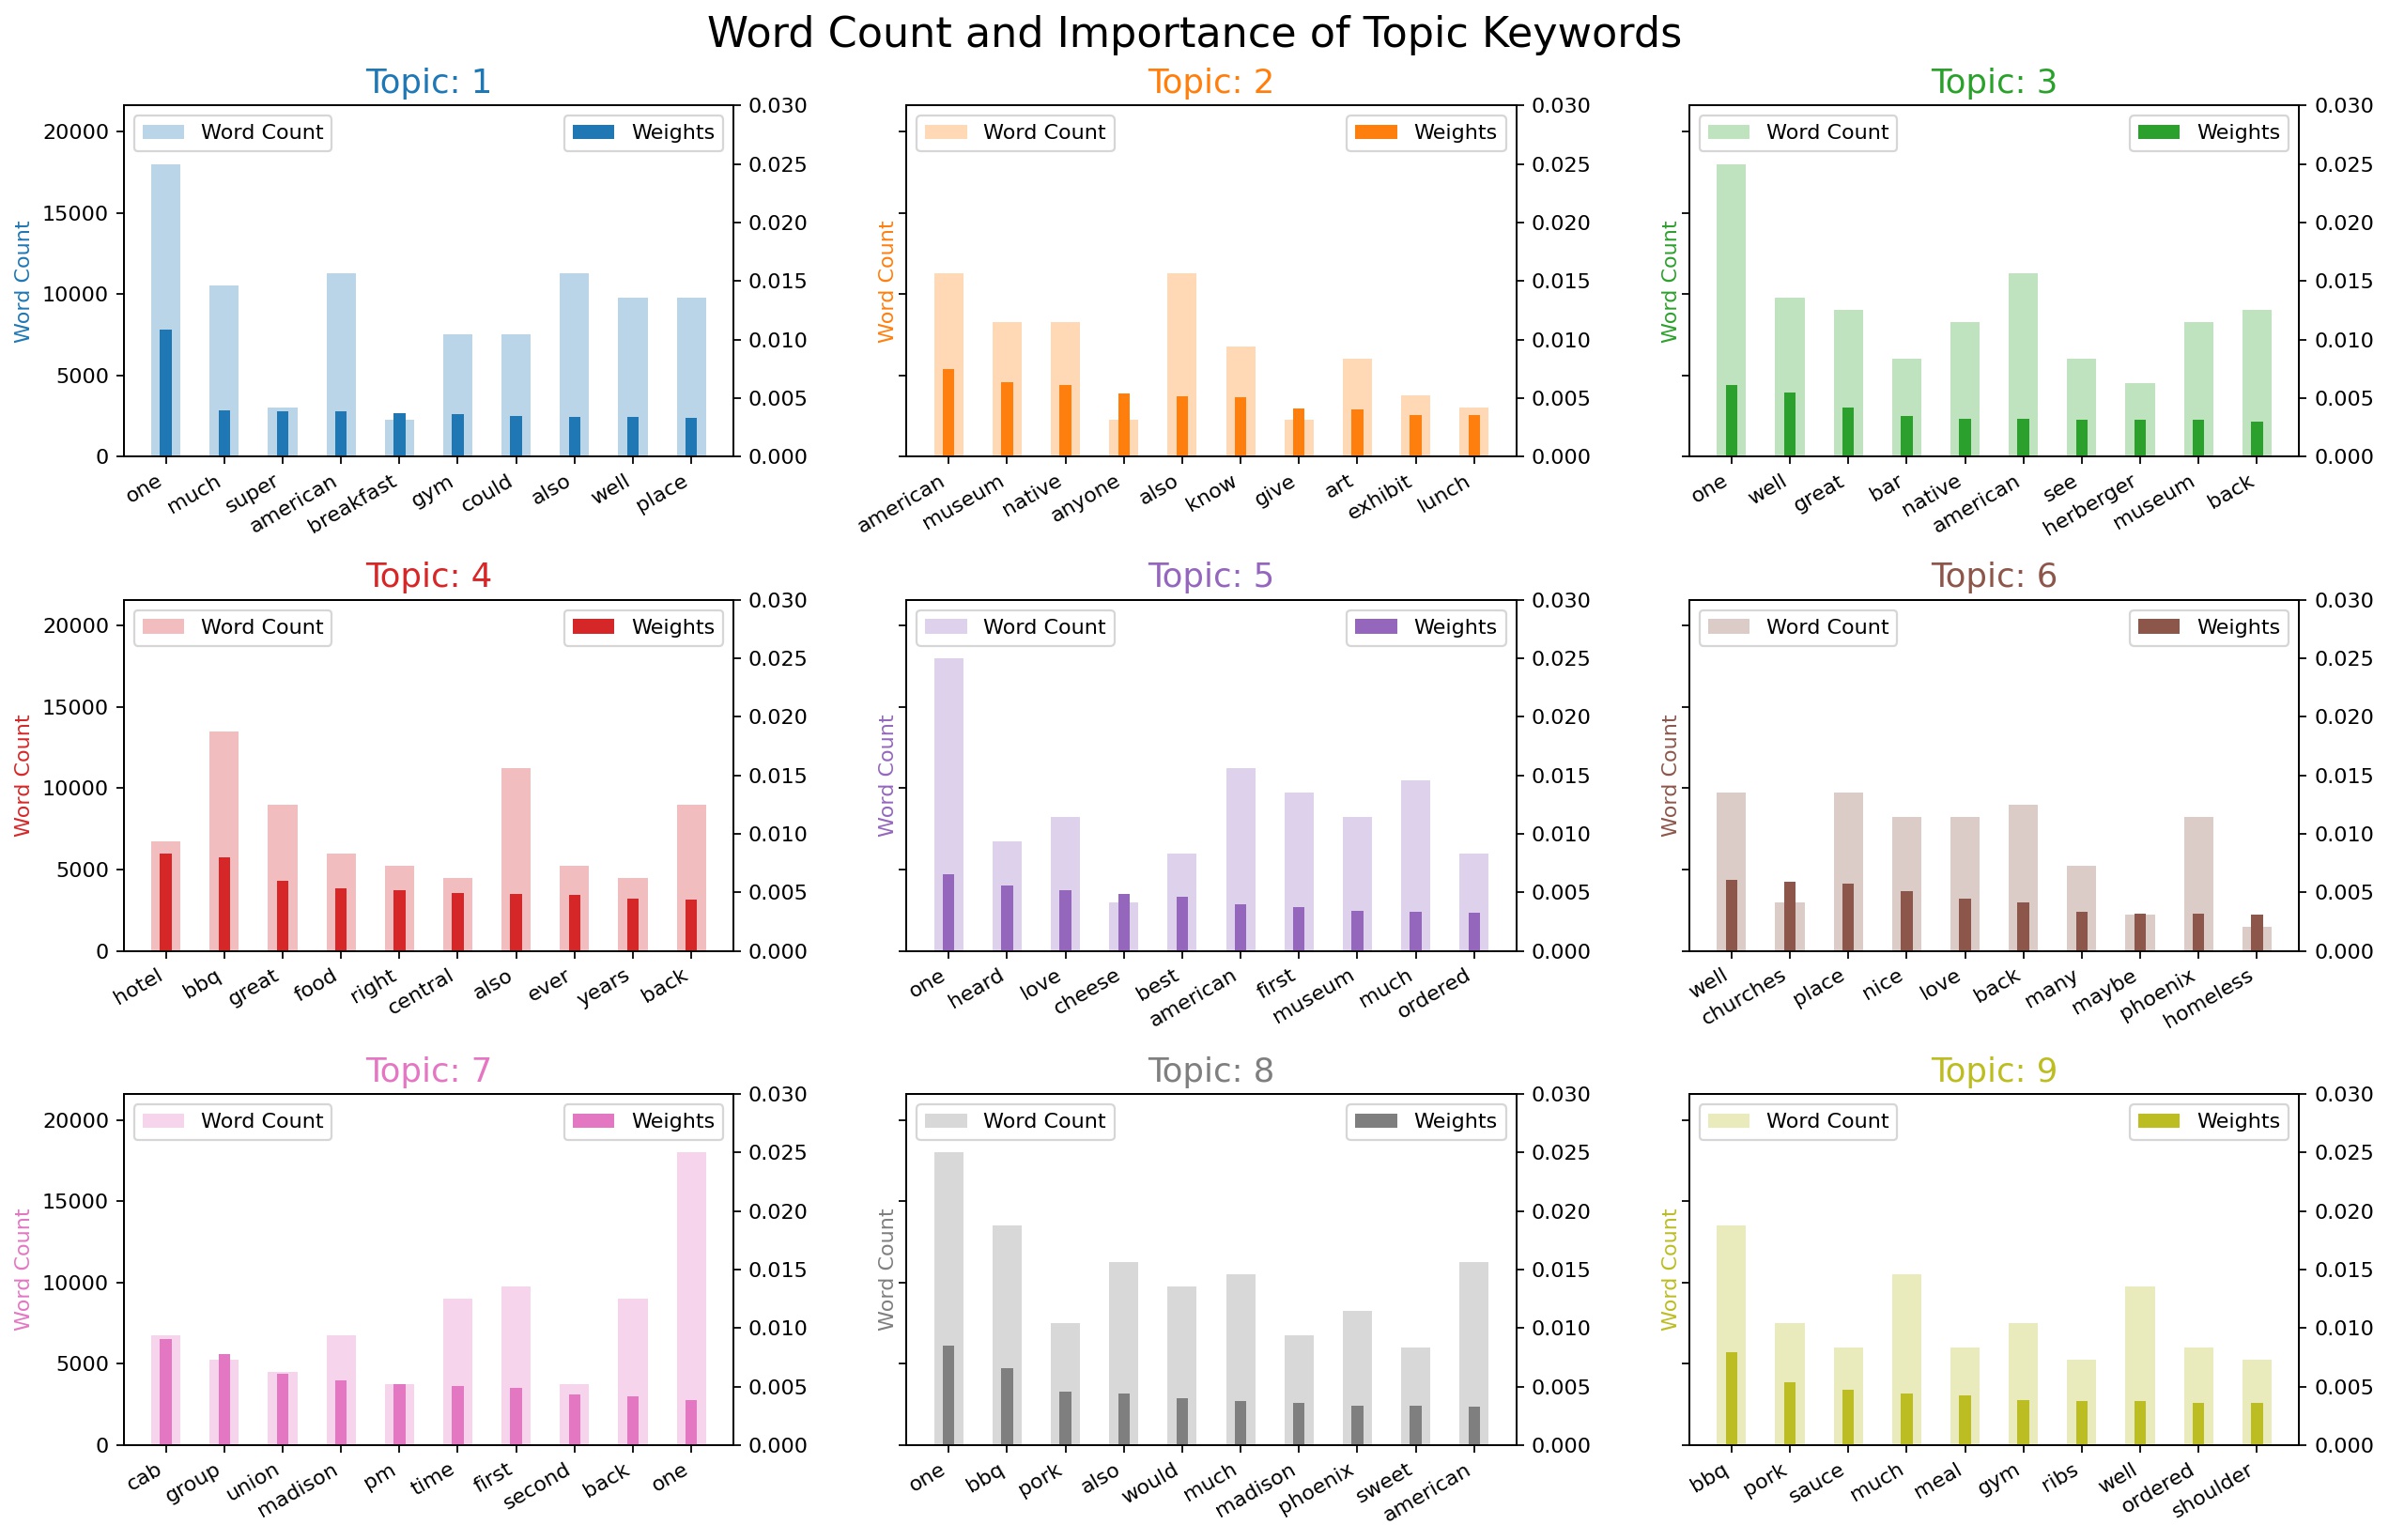 Word Count and Importance of Topic Keywords
Topic: 1
Word Count
Weights
Word Count
20000
15000
10000
5000
0
0.030
0.025
0.020
0.015
0.010
0.005
0.000
one much super american breakfast gym could also well place
Topic: 2
Word Count
Weights
Word Count
0.030
0.025
0.020
0.015
0.010
0.005
0.000
american museum native anyone also know give art exhibit lunch
Topic: 3
Word Count
Weights
Word Count
0.030
0.025
0.020
0.015
0.010
0.005
0.000
one well great bar native american see herberger museum back
Topic: 4
Word Count
Weights
Word Count
20000
15000
10000
5000
0
0.030
0.025
0.020
0.015
0.010
0.005
0.000
hotel bbq great food right central also ever years back
Topic: 5
Word Count
Weights
Word Count
0.030
0.025
0.020
0.015
0.010
0.005
0.000
one heard love cheese best american first museum much ordered
Topic: 6
Word Count
Weights
Word Count
0.030
0.025
0.020
0.015
0.010
0.005
0.000
well churches place nice love back many maybe phoenix homeless
Topic: 7
Word Count
Weights
Word Count
20000
15000
10000
5000
0
0.030
0.025
0.020
0.015
0.010
0.005
0.000
cab group union madison pm time first second back one
Topic: 8
Word Count
Weights
Word Count
0.030
0.025
0.020
0.015
0.010
0.005
0.000
one bbq pork also would much madison phoenix sweet american
Topic: 9
Word Count
Weights
Word Count
0.030
0.025
0.020
0.015
0.010
0.005
0.000
bbq pork sauce much meal gym ribs well ordered shoulder